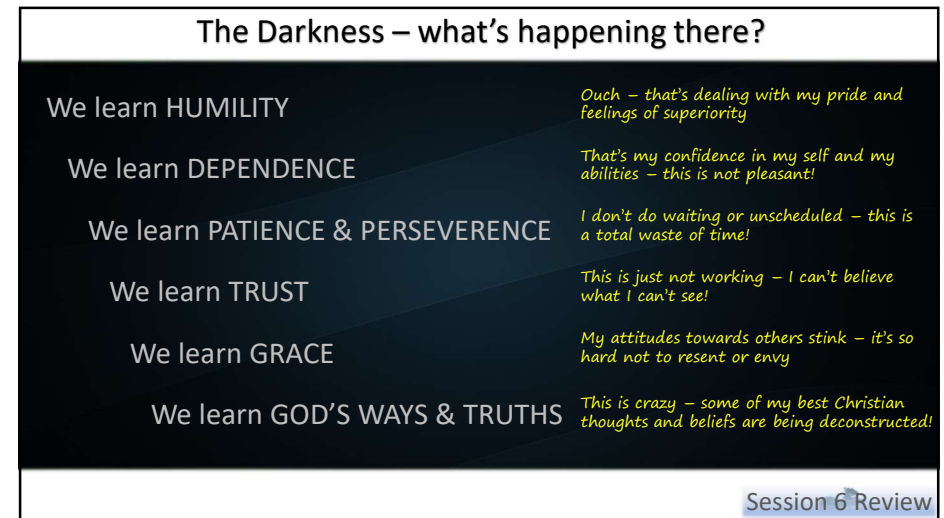 The Darkness – what's happening there?
We learn HUMILITY
Ouch – that's dealing with my pride and
feelings of superiority
We learn DEPENDENCE
That's my confidence in my self and my
abilities – this is not pleasant!
We learn PATIENCE & PERSEVERENCE
I don't do waiting or unscheduled – this is
a total waste of time!
We learn TRUST
This is just not working – I can't believe
what I can't see!
We learn GRACE
My attitudes towards others stink – it's so
hard not to resent or envy
We learn GOD'S WAYS & TRUTHS
This is crazy – some of my best Christian
thoughts and beliefs are being deconstructed!
Session 6 Review